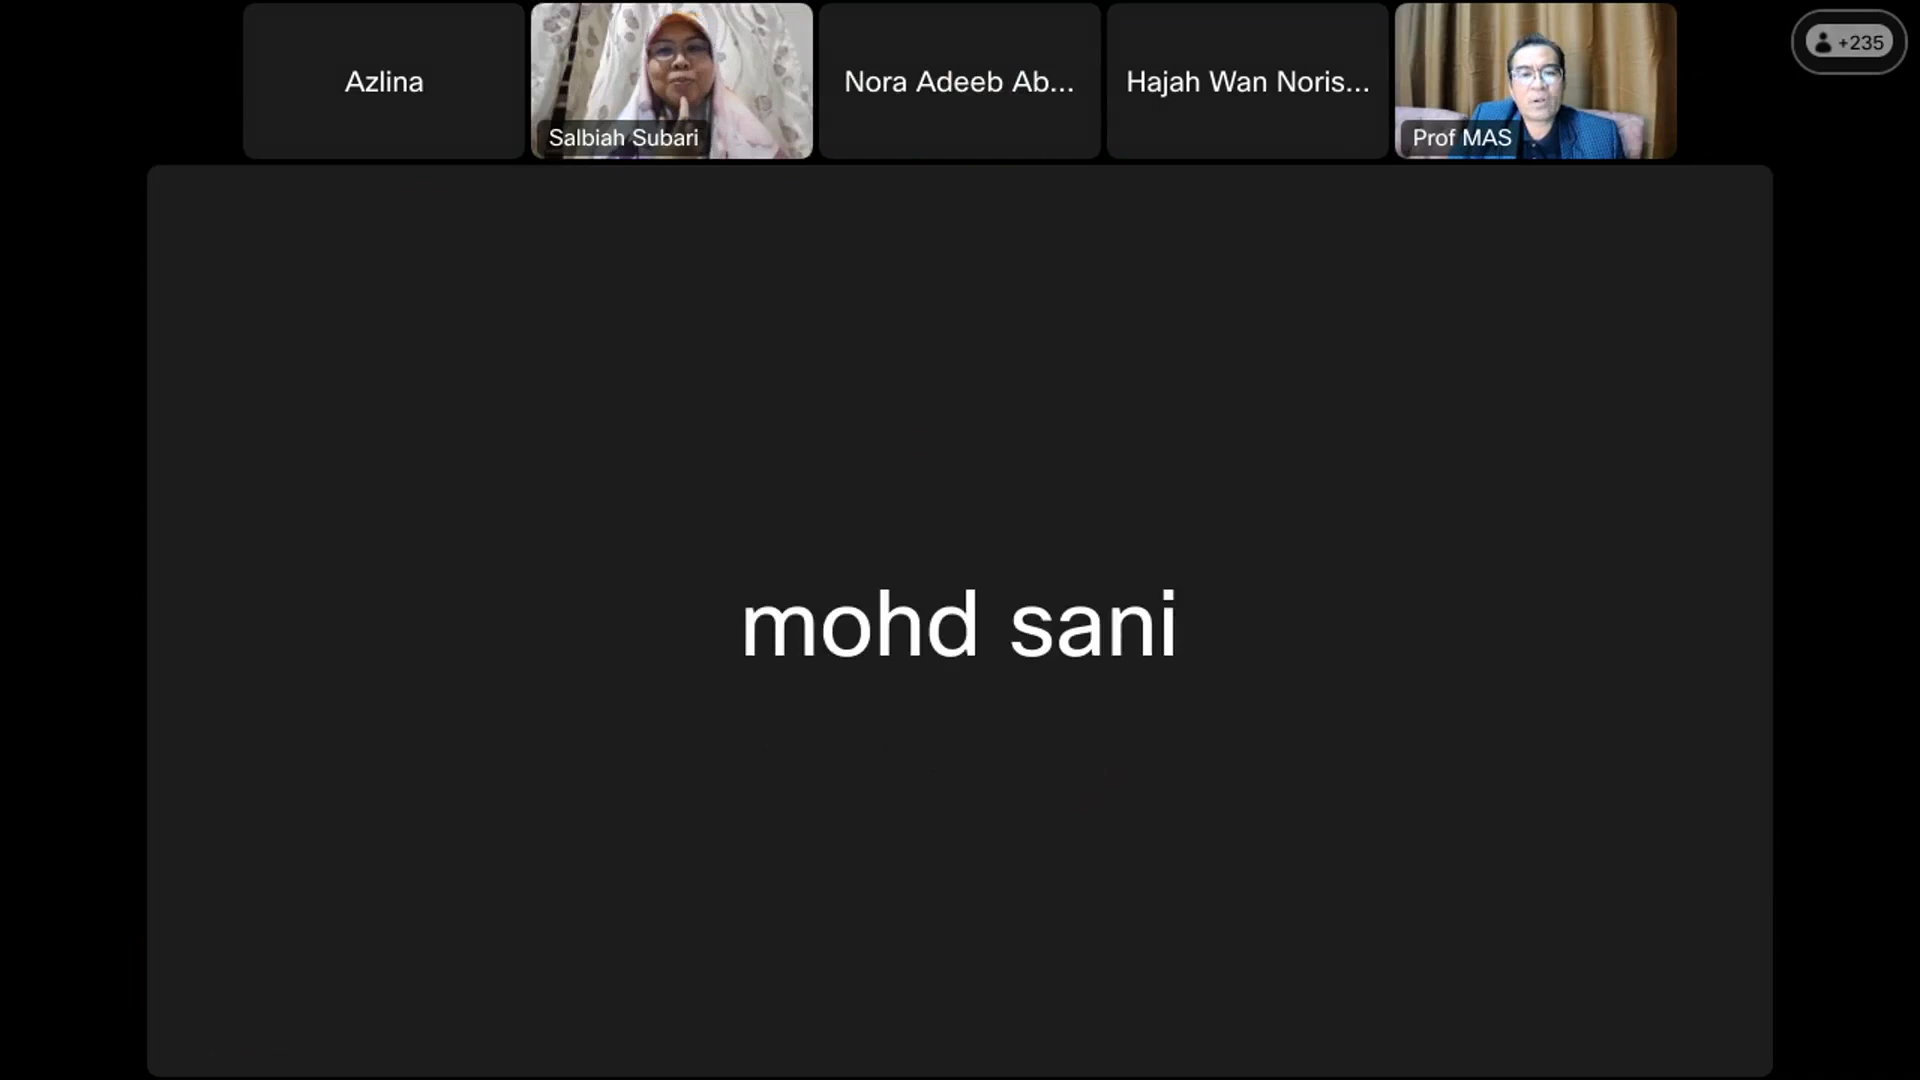 Azlina
Salbiah Subari
Nora Adeeb Ab...
Hajah Wan Noris...
Prof MAS
+235
mohd sani